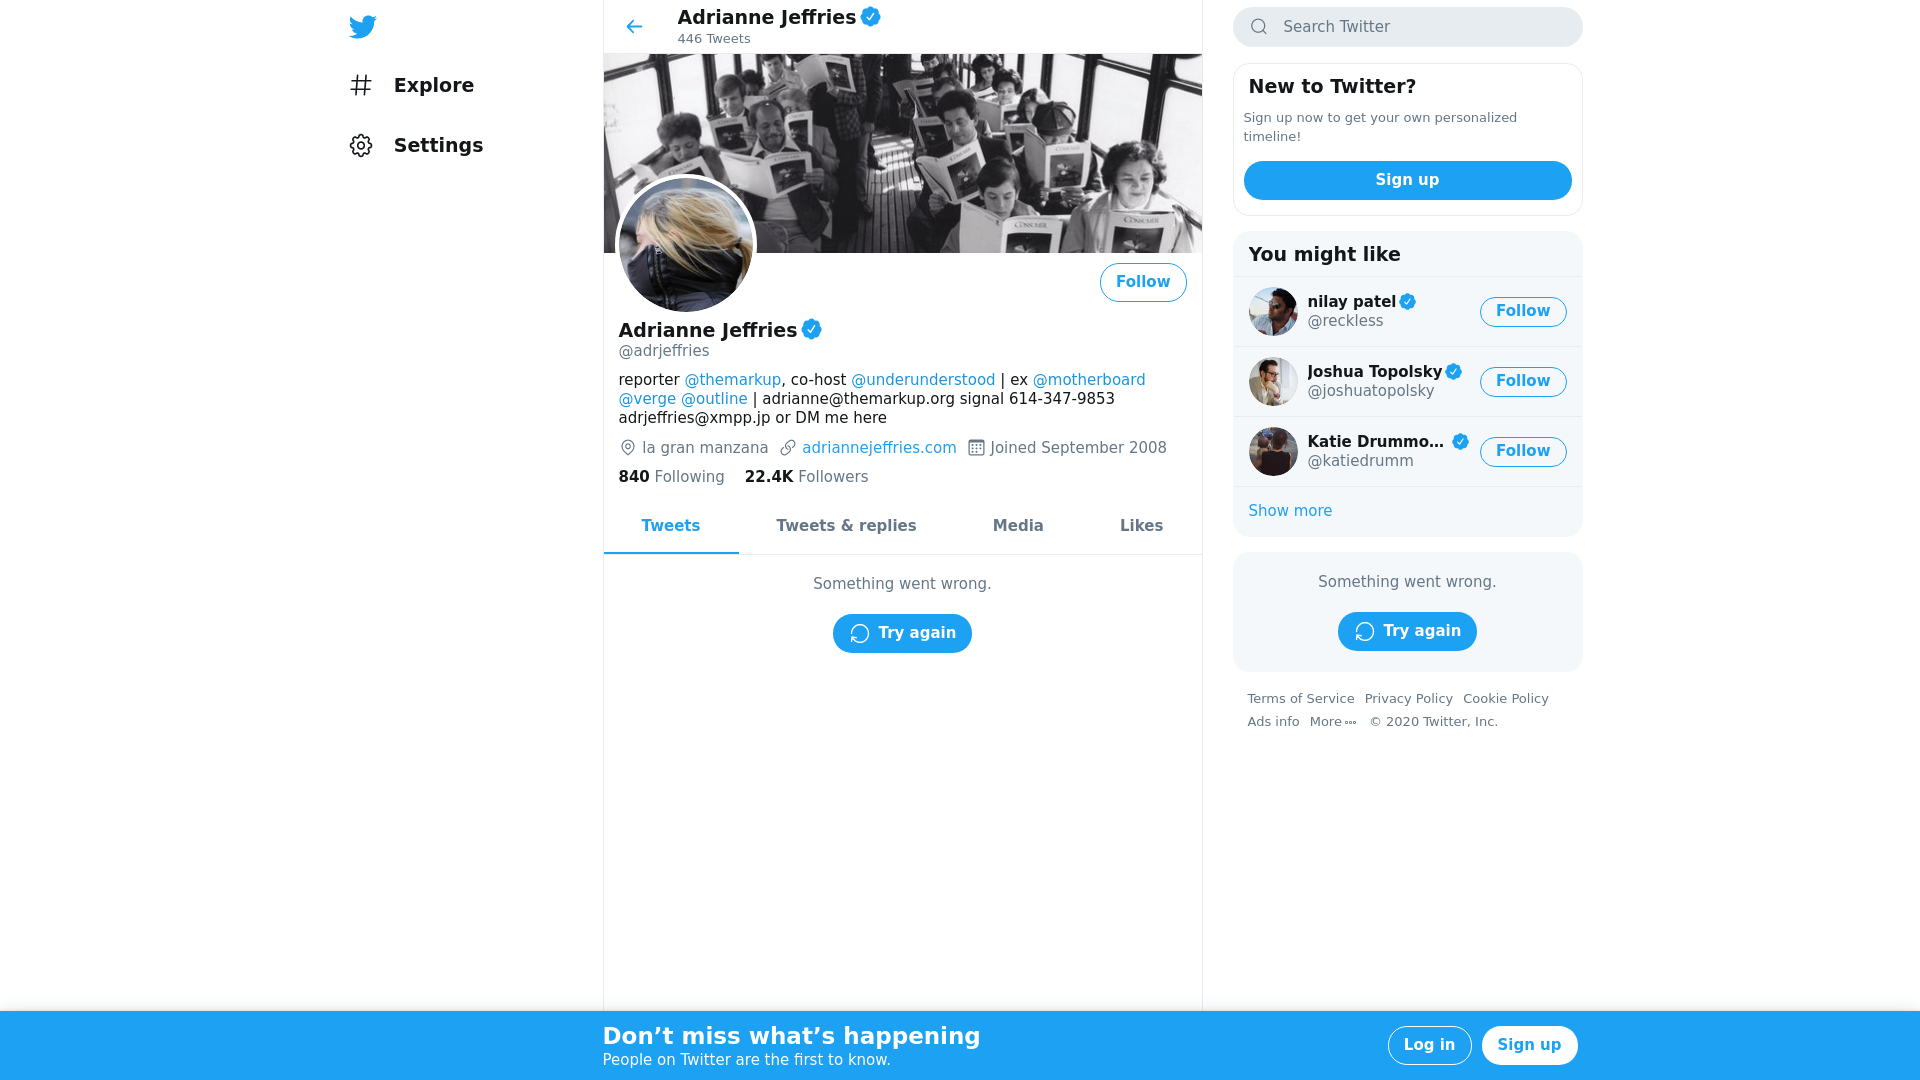 Explore
Settings
Adrianne Jeffries
446 Tweets
CONSUMER
CONSUMER
Follow
Adrianne Jeffries
@adrjeffries
reporter @themarkup, co-host @underunderstood | ex @motherboard
@verge @outline | adrianne@themarkup.org signal 614-347-9853
adrjeffries@xmpp.jp or DM me here
la gran manzana adriannejeffries.com Joined September 2008
840 Following 22.4K Followers
Tweets Tweets & replies Media Likes
Something went wrong.
Try again
Search Twitter
New to Twitter?
Sign up now to get your own personalized
timeline!
Sign up
You might like
nilay patel
@reckless
Follow
Joshua Topolsky
@joshuatopolsky
Follow
Katie Drummo...
@katiedrumm
Follow
Show more
Something went wrong.
Try again
Terms of Service Privacy Policy Cookie Policy
Ads info More © 2020 Twitter, Inc.
Don’t miss what’s happening
People on Twitter are the first to know.
Log in
Sign up